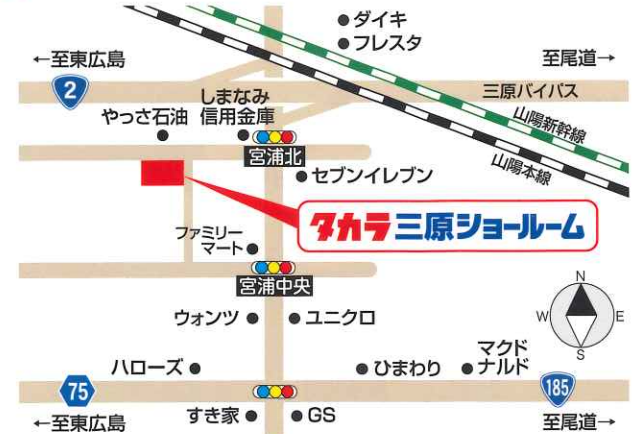 ダイキ
フレスタ
←至東広島
至尾道→
2
三原バイパス
しまなみ
信用金庫
やっさ石油
山陽新幹線
山陽本線
宮浦北
セブンイレブン
タカラ三原ショールーム
ファミリー
マート
宮浦中央
N
W
E
S
ウォンツ
ユニクロ
ハローズ
ひまわり
マクド
ナルド
75
185
すき家
GS
←至東広島
至尾道→